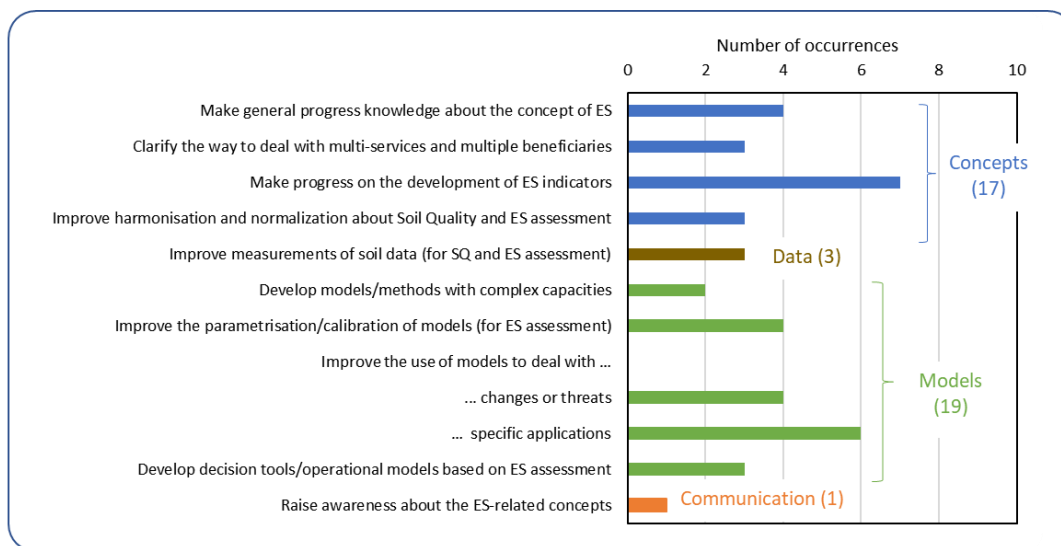 Number of occurrences
0 2 4 6 8 10
Make general progress knowledge about the concept of ES
Clarify the way to deal with multi-services and multiple beneficiaries
Make progress on the development of ES indicators
Improve harmonisation and normalization about Soil Quality and ES assessment
Concepts
(17)
Improve measurements of soil data (for SQ and ES assessment)
Data (3)
Develop models/methods with complex capacities
Improve the parametrisation/calibration of models (for ES assessment)
Improve the use of models to deal with ...
... changes or threats
... specific applications
Develop decision tools/operational models based on ES assessment
Models
(19)
Raise awareness about the ES-related concepts
Communication (1)